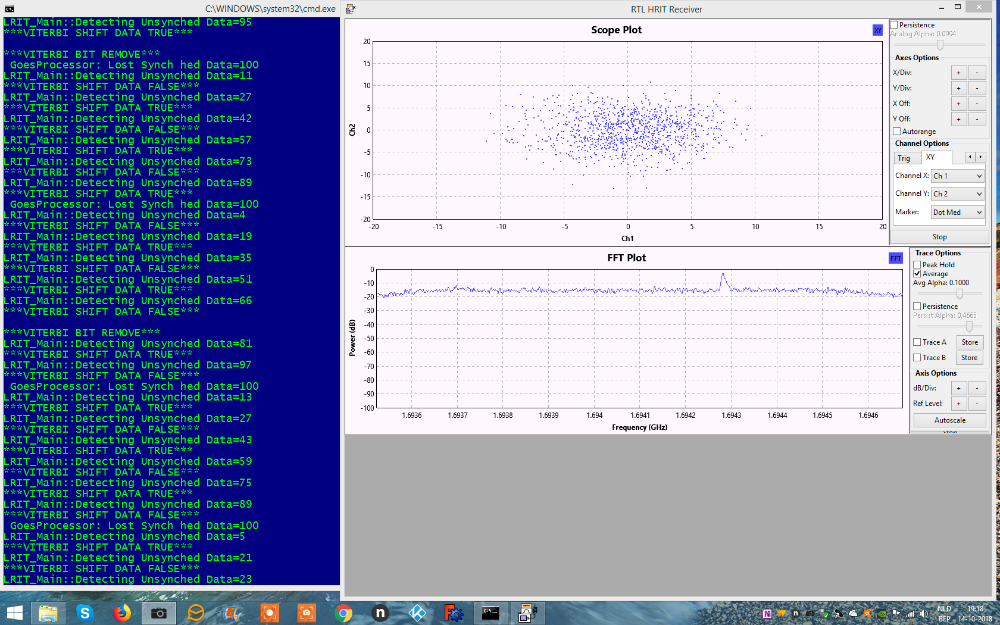 C:\WINDOWS\system32\cmd.exe
LRIT_Main::Detecting Unsynched Data=95
***VITERBI SHIFT DATA TRUE***
***VITERBI BIT REMOVE***
GoesProcessor: Lost Synch hed Data=100
LRIT_Main::Detecting Unsynched Data=11
***VITERBI SHIFT DATA FALSE***
LRIT_Main::Detecting Unsynched Data=27
***VITERBI SHIFT DATA TRUE***
LRIT_Main::Detecting Unsynched Data=42
***VITERBI SHIFT DATA FALSE***
LRIT_Main::Detecting Unsynched Data=57
***VITERBI SHIFT DATA TRUE***
LRIT_Main::Detecting Unsynched Data=73
***VITERBI SHIFT DATA FALSE***
LRIT_Main::Detecting Unsynched Data=89
***VITERBI SHIFT DATA TRUE***
GoesProcessor: Lost Synch hed Data=100
LRIT_Main::Detecting Unsynched Data=4
***VITERBI SHIFT DATA FALSE***
LRIT_Main::Detecting Unsynched Data=19
***VITERBI SHIFT DATA TRUE***
LRIT_Main::Detecting Unsynched Data=35
***VITERBI SHIFT DATA FALSE***
LRIT_Main::Detecting Unsynched Data=51
***VITERBI SHIFT DATA TRUE***
LRIT_Main::Detecting Unsynched Data=66
***VITERBI SHIFT DATA FALSE***
***VITERBI BIT REMOVE***
LRIT_Main::Detecting Unsynched Data=81
***VITERBI SHIFT DATA TRUE***
LRIT_Main::Detecting Unsynched Data=97
***VITERBI SHIFT DATA FALSE***
GoesProcessor: Lost Synch hed Data=100
LRIT_Main::Detecting Unsynched Data=13
***VITERBI SHIFT DATA TRUE***
LRIT_Main::Detecting Unsynched Data=27
***VITERBI SHIFT DATA FALSE***
LRIT_Main::Detecting Unsynched Data=43
***VITERBI SHIFT DATA TRUE***
LRIT_Main::Detecting Unsynched Data=59
***VITERBI SHIFT DATA FALSE***
LRIT_Main::Detecting Unsynched Data=75
***VITERBI SHIFT DATA TRUE***
LRIT_Main::Detecting Unsynched Data=89
***VITERBI SHIFT DATA FALSE***
GoesProcessor: Lost Synch hed Data=100
LRIT_Main::Detecting Unsynched Data=5
***VITERBI SHIFT DATA TRUE***
LRIT_Main::Detecting Unsynched Data=21
***VITERBI SHIFT DATA FALSE***
LRIT_Main::Detecting Unsynched Data=23
RTL HRIT Receiver
Scope Plot
XY
20
15
10
5
0
-5
-10
-15
-20
Ch2
-20 -15 -10 -5 0 5 10 15 20
Ch1
Persistence
Analog Alpha: 0.0994
Axes Options
X/Div: + -
Y/Div: + -
X Off: + -
Y Off: + -
Autorange
Channel Options
Trig XY
Channel X: Ch 1
Channel Y: Ch 2
Marker: Dot Med
Stop
FFT Plot
FFT
0
-10
-20
-30
-40
-50
-60
-70
-80
-90
-100
Power (dB)
1.6936 1.6937 1.6938 1.6939 1.694 1.6941 1.6942 1.6943 1.6944 1.6945 1.6946
Frequency (GHz)
Trace Options
Peak Hold
Average
Avg Alpha: 0.1000
Persistence
Persist Alpha: 0.4665
Trace A Store
Trace B Store
Axis Options
dB/Div: + -
Ref Level: + -
Autoscale
NLD 19:18
BEP 14-10-2018